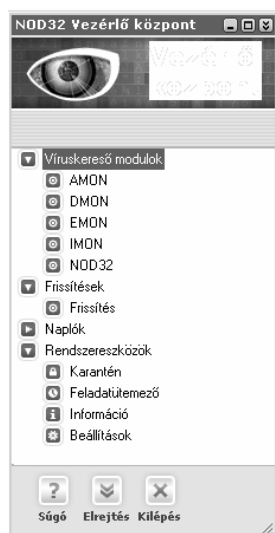 NOD32 Vezérlő központ
Víruskereső modulok
AMON
DMON
EMON
IMON
NOD32
Frissítések
Frissítés
Naplók
Rendszereszközök
Karantén
Feladatütemező
Információ
Beállítások
Súgó Elrejtés Kilépés